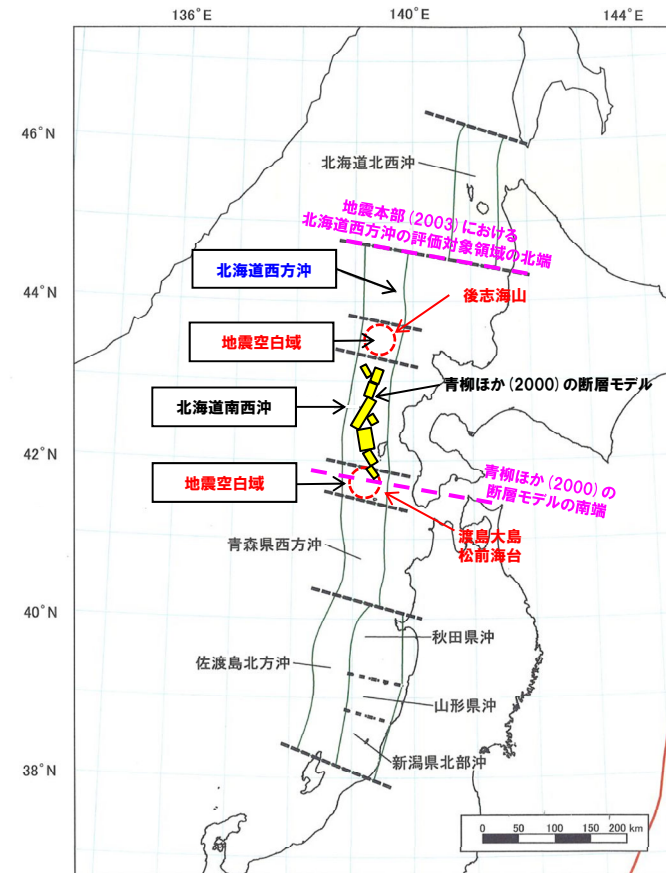 136°E
140°E
144°E
46°N
北海道北西沖
地震本部(2003)における
北海道西方沖の評価対象領域の北端
北海道西方沖
44°N
後志海山
地震空白域
青柳ほか(2000)の断層モデル
北海道南西沖
42°N
地震空白域
青柳ほか(2000)の
断層モデルの南端
渡島大島
松前海台
青森県西方沖
40°N
秋田県沖
佐渡島北方沖
山形県沖
新潟県北部沖
38°N
0 50 100 150 200 km